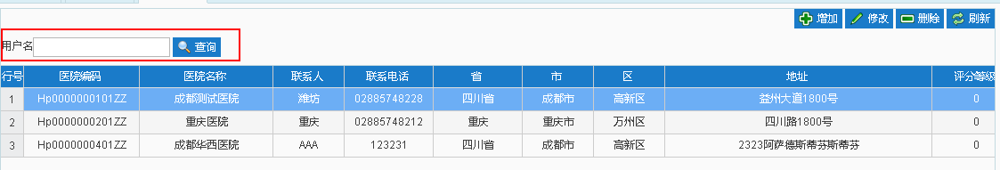 增加 修改 删除 刷新
用户名 查询
行号 医院编码 医院名称 联系人 联系电话 省 市 区 地址 评分等级
1 Hp0000000101ZZ 成都测试医院 潍坊 02885748228 四川省 成都市 高新区 益州大道1800号 0
2 Hp0000000201ZZ 重庆医院 重庆 02885748212 重庆 重庆市 万州区 四川路1800号 0
3 Hp0000000401ZZ 成都华西医院 AAA 123231 四川省 成都市 高新区 2323阿萨德斯蒂芬斯蒂芬 0